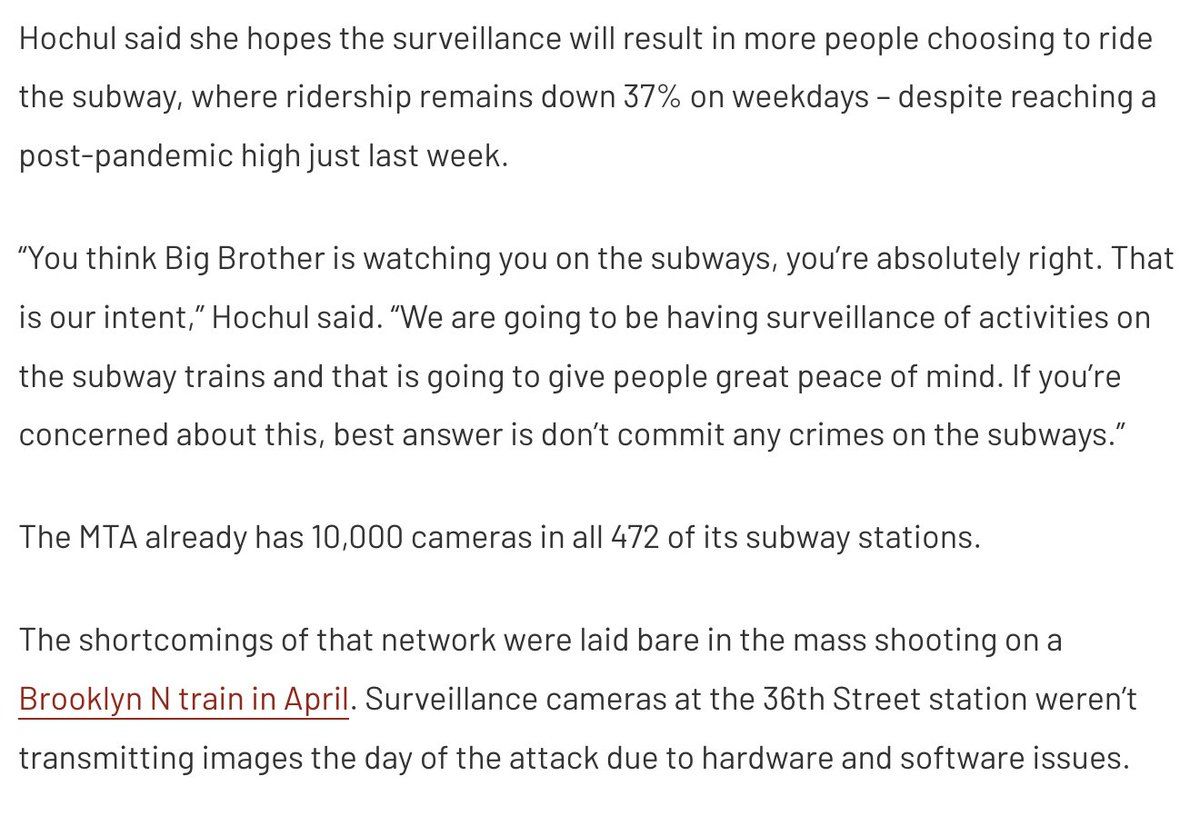 Hochul said she hopes the surveillance will result in more people choosing to ride
the subway, where ridership remains down 37% on weekdays – despite reaching a
post-pandemic high just last week.
“You think Big Brother is watching you on the subways, you’re absolutely right. That
is our intent,” Hochul said. “We are going to be having surveillance of activities on
the subway trains and that is going to give people great peace of mind. If you’re
concerned about this, best answer is don’t commit any crimes on the subways.”
The MTA already has 10,000 cameras in all 472 of its subway stations.
The shortcomings of that network were laid bare in the mass shooting on a
Brooklyn N train in April. Surveillance cameras at the 36th Street station weren’t
transmitting images the day of the attack due to hardware and software issues.